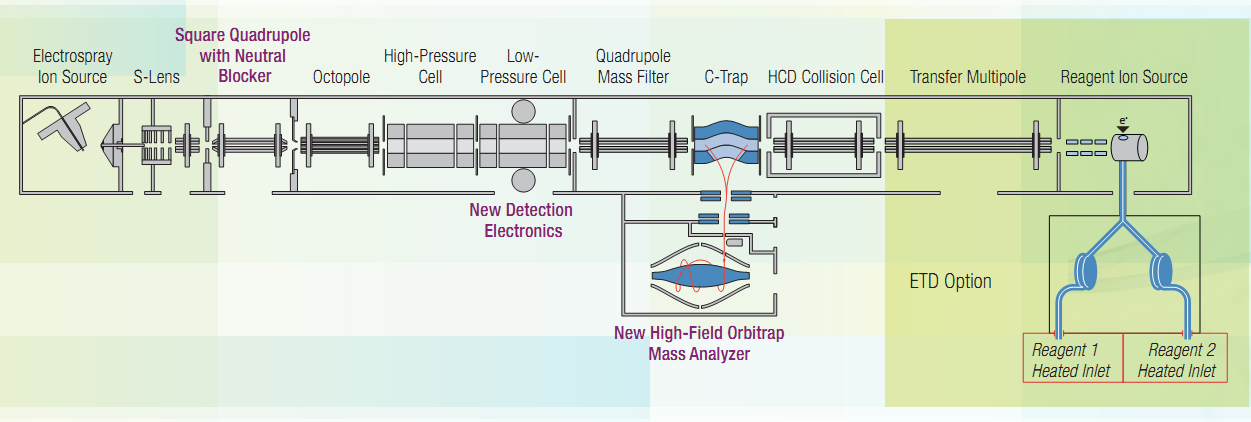 Electrospray
Ion Source
S-Lens
Square Quadrupole
with Neutral
Blocker
Octopole
High-Pressure
Cell
Low-
Pressure Cell
Quadrupole
Mass Filter
C-Trap
HCD Collision Cell
Transfer Multipole
Reagent Ion Source
e-
New Detection
Electronics
New High-Field Orbitrap
Mass Analyzer
ETD Option
Reagent 1
Heated Inlet
Reagent 2
Heated Inlet